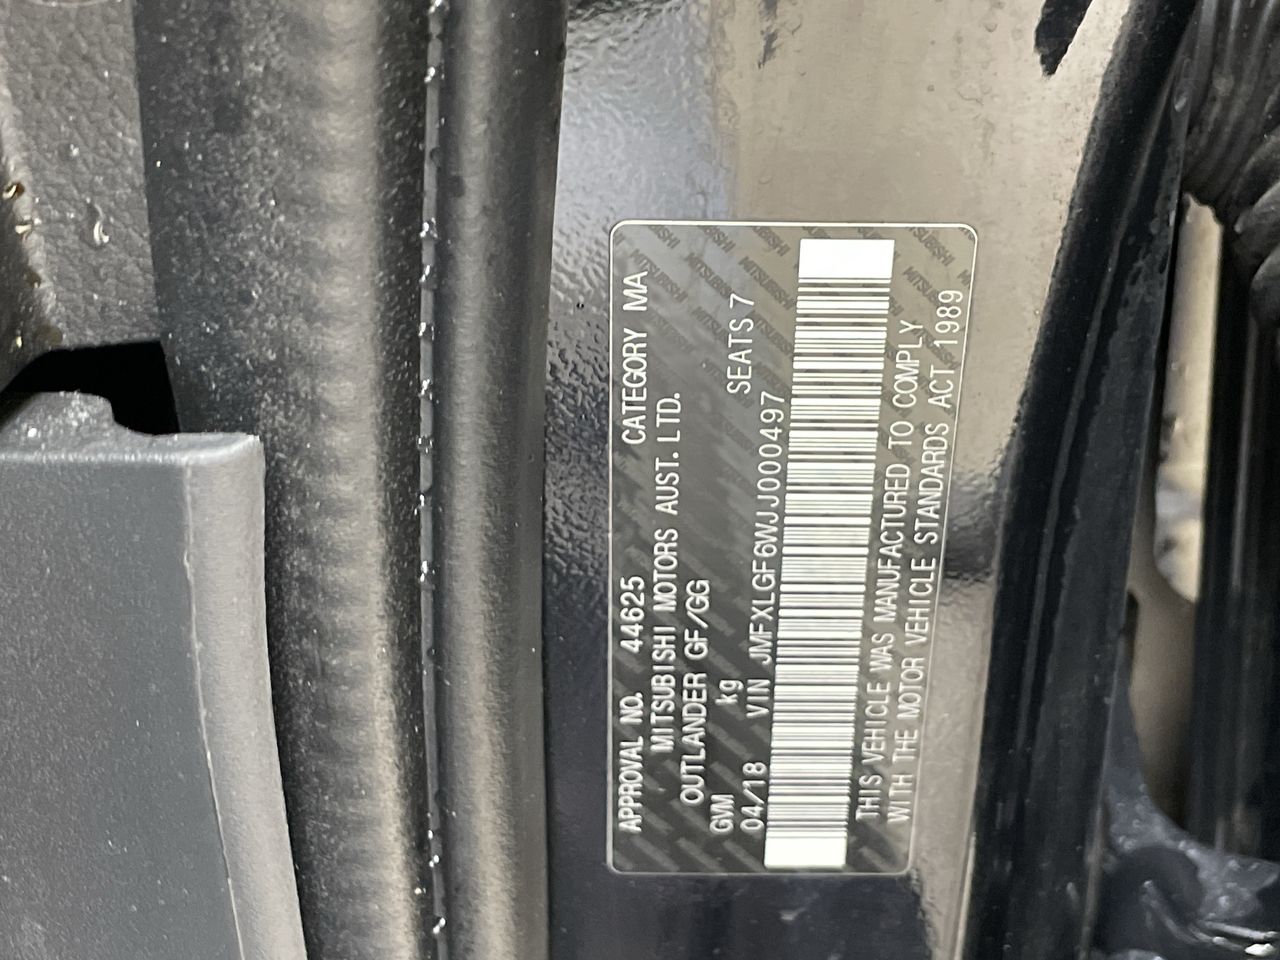 APPROVAL NO. 44625 CATEGORY MA
MITSUBISHI MOTORS AUST. LTD.
OUTLANDER GF/GG
GVM kg SEATS 7
04/18 VIN JMFXLGF6WJJ000497
THIS VEHICLE WAS MANUFACTURED TO COMPLY
WITH THE MOTOR VEHICLE STANDARDS ACT 1989